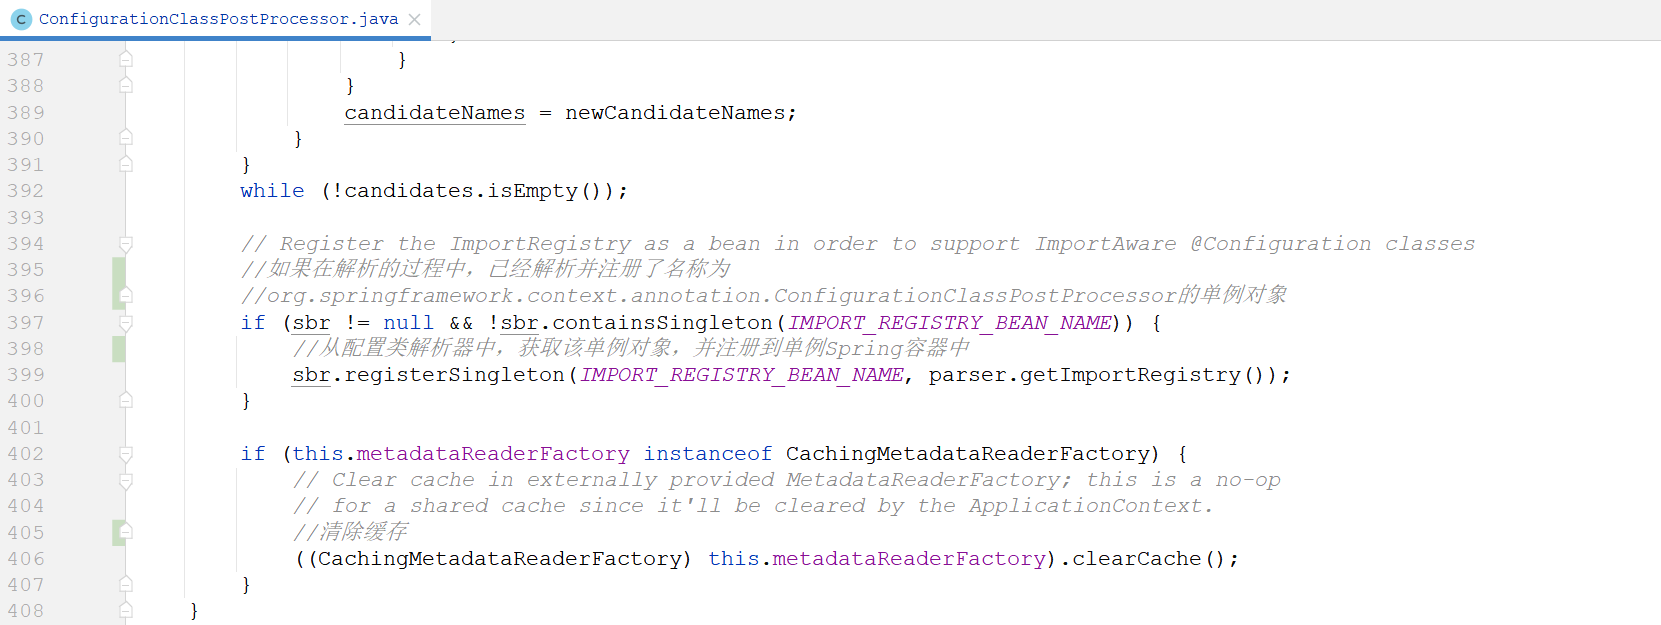 C ConfigurationClassPostProcessor.java ×
387 }
388 }
389 candidateNames = newCandidateNames;
390 }
391 }
392 while (!candidates.isEmpty());
393
394 // Register the ImportRegistry as a bean in order to support ImportAware @Configuration classes
395 //如果在解析的过程中，已经解析并注册了名称为
396 //org.springframework.context.annotation.ConfigurationClassPostProcessor的单例对象
397 if (sbr != null && !sbr.containsSingleton(IMPORT_REGISTRY_BEAN_NAME)) {
398 //从配置类解析器中，获取该单例对象，并注册到单例Spring容器中
399 sbr.registerSingleton(IMPORT_REGISTRY_BEAN_NAME, parser.getImportRegistry());
400 }
401
402 if (this.metadataReaderFactory instanceof CachingMetadataReaderFactory) {
403 // Clear cache in externally provided MetadataReaderFactory; this is a no-op
404 // for a shared cache since it'll be cleared by the ApplicationContext.
405 //清除缓存
406 ((CachingMetadataReaderFactory) this.metadataReaderFactory).clearCache();
407 }
408 }